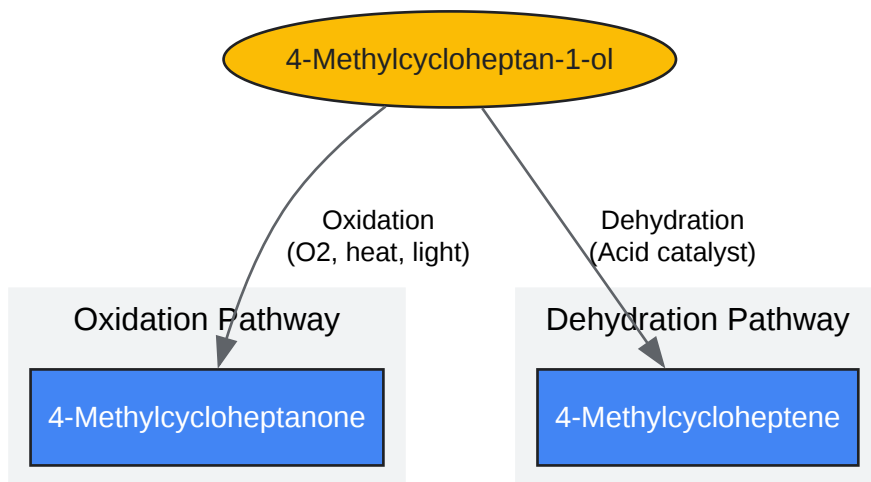 4-Methylcycloheptan-1-ol
Oxidation
(O2, heat, light)
Dehydration
(Acid catalyst)
Oxidation Pathway
Dehydration Pathway
4-Methylcycloheptanone
4-Methylcycloheptene